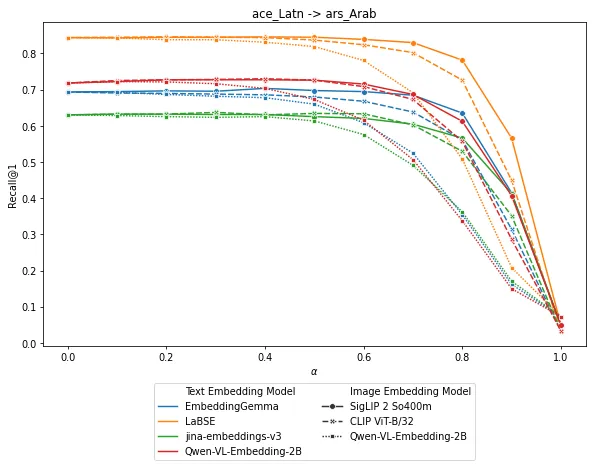 ace_Latn -> ars_Arab
Recall@1
0.8
0.7
0.6
0.5
0.4
0.3
0.2
0.1
0.0
0.0 0.2 0.4 0.6 0.8 1.0
α
Text Embedding Model
EmbeddingGemma
LaBSE
jina-embeddings-v3
Qwen-VL-Embedding-2B
Image Embedding Model
SigLIP 2 So400m
CLIP ViT-B/32
Qwen-VL-Embedding-2B